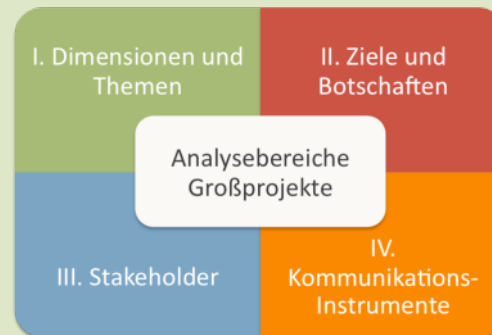 I. Dimensionen und
Themen
II. Ziele und
Botschaften
Analysebereiche
Großprojekte
III. Stakeholder
IV.
Kommunikations-
Instrumente